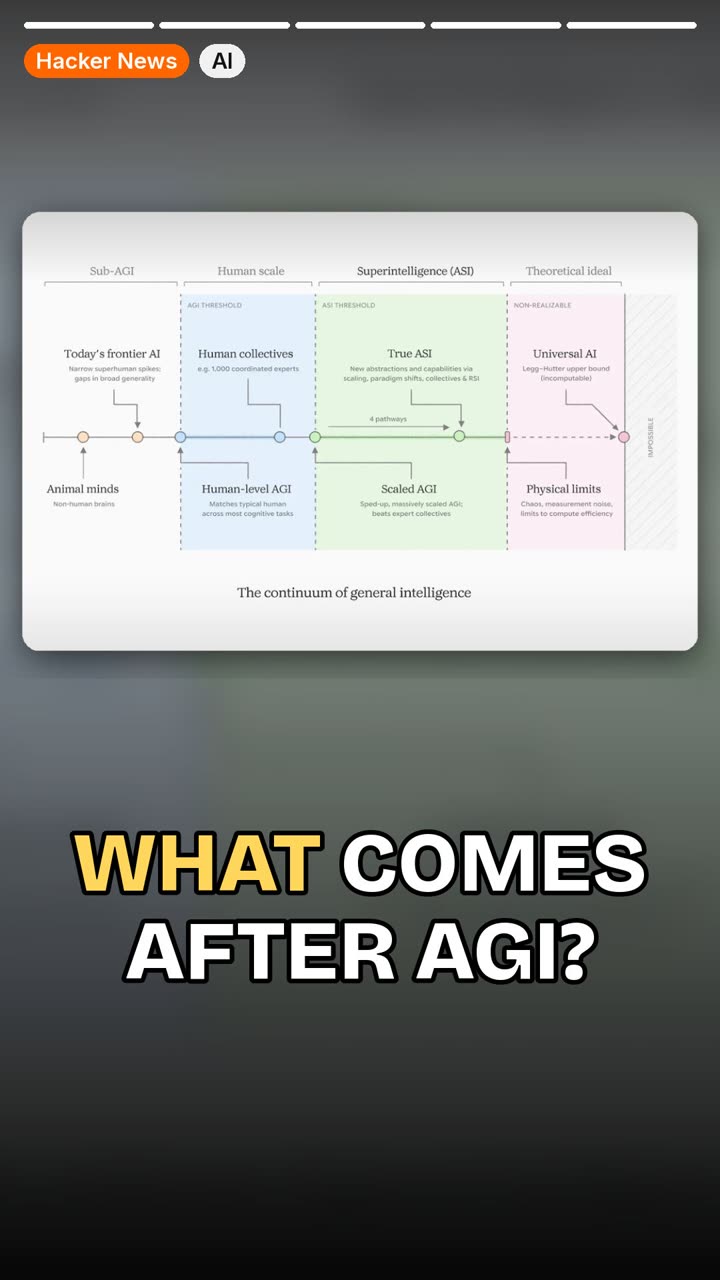 Hacker News
AI
Sub-AGI
Human scale
Superintelligence (ASI)
Theoretical ideal
AGI THRESHOLD
ASI THRESHOLD
NON-REALIZABLE
Today's frontier AI
Narrow superhuman spikes;
gaps in broad generality
Human collectives
e.g. 1,000 coordinated experts
True ASI
New abstractions and capabilities via
scaling, paradigm shifts, collectives & RSI
Universal AI
Legg–Hutter upper bound
(incomputable)
4 pathways
IMPOSSIBLE
Animal minds
Non-human brains
Human-level AGI
Matches typical human
across most cognitive tasks
Scaled AGI
Sped-up, massively scaled AGI;
beats expert collectives
Physical limits
Chaos, measurement noise,
limits to compute efficiency
The continuum of general intelligence
WHAT COMES
AFTER AGI?